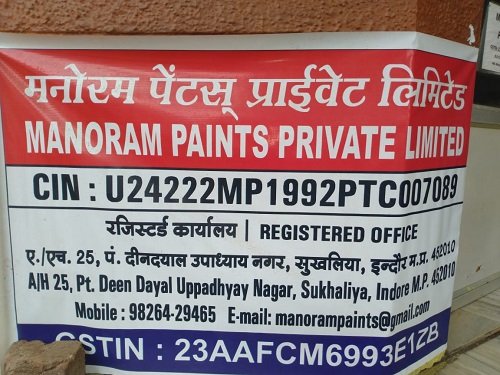 मनोरम पेंटस् प्राईवेट लिमिटेड
MANORAM PAINTS PRIVATE LIMITED
CIN : U24222MP1992PTC007089
रजिस्टर्ड कार्यालय | REGISTERED OFFICE
ए./एच. 25, पं. दीनदयाल उपाध्याय नगर, सुखलिया, इन्दौर म.प्र. 452010
A/H 25, Pt. Deen Dayal Uppadhyay Nagar, Sukhaliya, Indore M.P. 452010
Mobile : 98264-29465 E-mail: manorampaints@gmail.com
GSTIN : 23AAFCM6993E1ZB